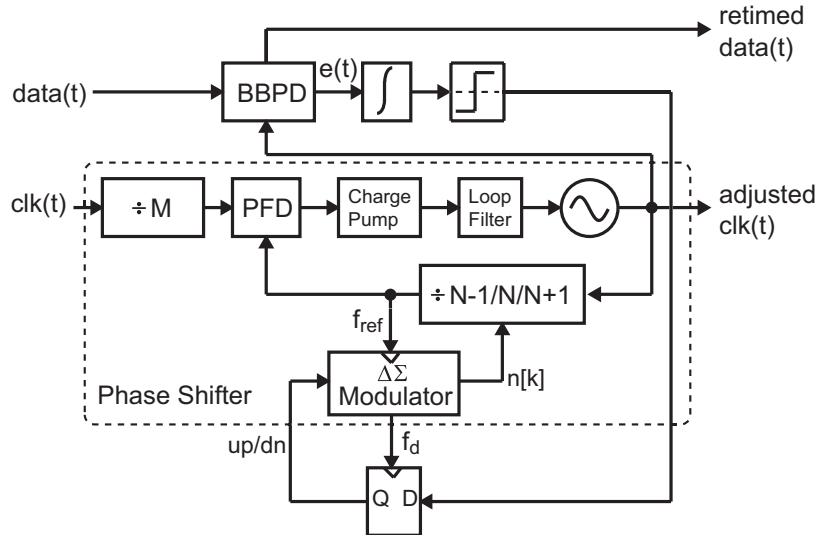 retimed
data(t)
data(t)
BBPD
e(t)
∫
clk(t)
÷ M
PFD
Charge
Pump
Loop
Filter
adjusted
clk(t)
÷ N-1/N/N+1
f_ref
ΔΣ
Modulator
n[k]
Phase Shifter
up/dn
f_d
Q D